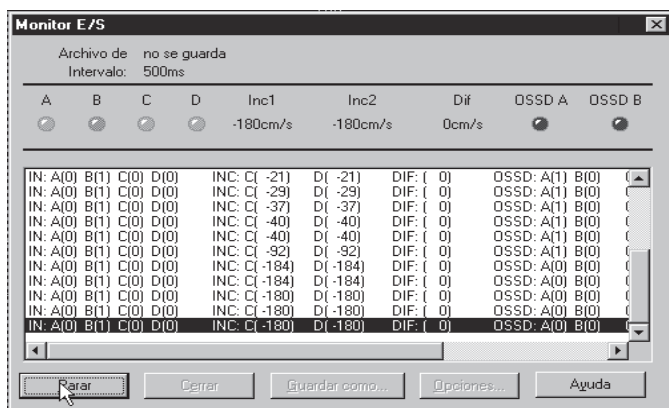 Monitor E/S
Archivo de no se guarda
Intervalo: 500ms
A B C D Inc1 Inc2 Dif OSSD A OSSD B
-180cm/s -180cm/s 0cm/s
IN: A(0) B(1) C(0) D(0) INC: C( -21) D( -21) DIF: ( 0) OSSD: A(1) B(0)
IN: A(0) B(1) C(0) D(0) INC: C( -29) D( -29) DIF: ( 0) OSSD: A(1) B(0)
IN: A(0) B(1) C(0) D(0) INC: C( -37) D( -37) DIF: ( 0) OSSD: A(1) B(0)
IN: A(0) B(1) C(0) D(0) INC: C( -40) D( -40) DIF: ( 0) OSSD: A(1) B(0)
IN: A(0) B(1) C(0) D(0) INC: C( -40) D( -40) DIF: ( 0) OSSD: A(1) B(0)
IN: A(0) B(1) C(0) D(0) INC: C( -92) D( -92) DIF: ( 0) OSSD: A(1) B(0)
IN: A(0) B(1) C(0) D(0) INC: C( -184) D( -184) DIF: ( 0) OSSD: A(0) B(0)
IN: A(0) B(1) C(0) D(0) INC: C( -184) D( -184) DIF: ( 0) OSSD: A(0) B(0)
IN: A(0) B(1) C(0) D(0) INC: C( -180) D( -180) DIF: ( 0) OSSD: A(0) B(0)
IN: A(0) B(1) C(0) D(0) INC: C( -180) D( -180) DIF: ( 0) OSSD: A(0) B(0)
IN: A(0) B(1) C(0) D(0) INC: C( -180) D( -180) DIF: ( 0) OSSD: A(0) B(0)
Parar Cerrar Guardar como... Opciones... Ayuda